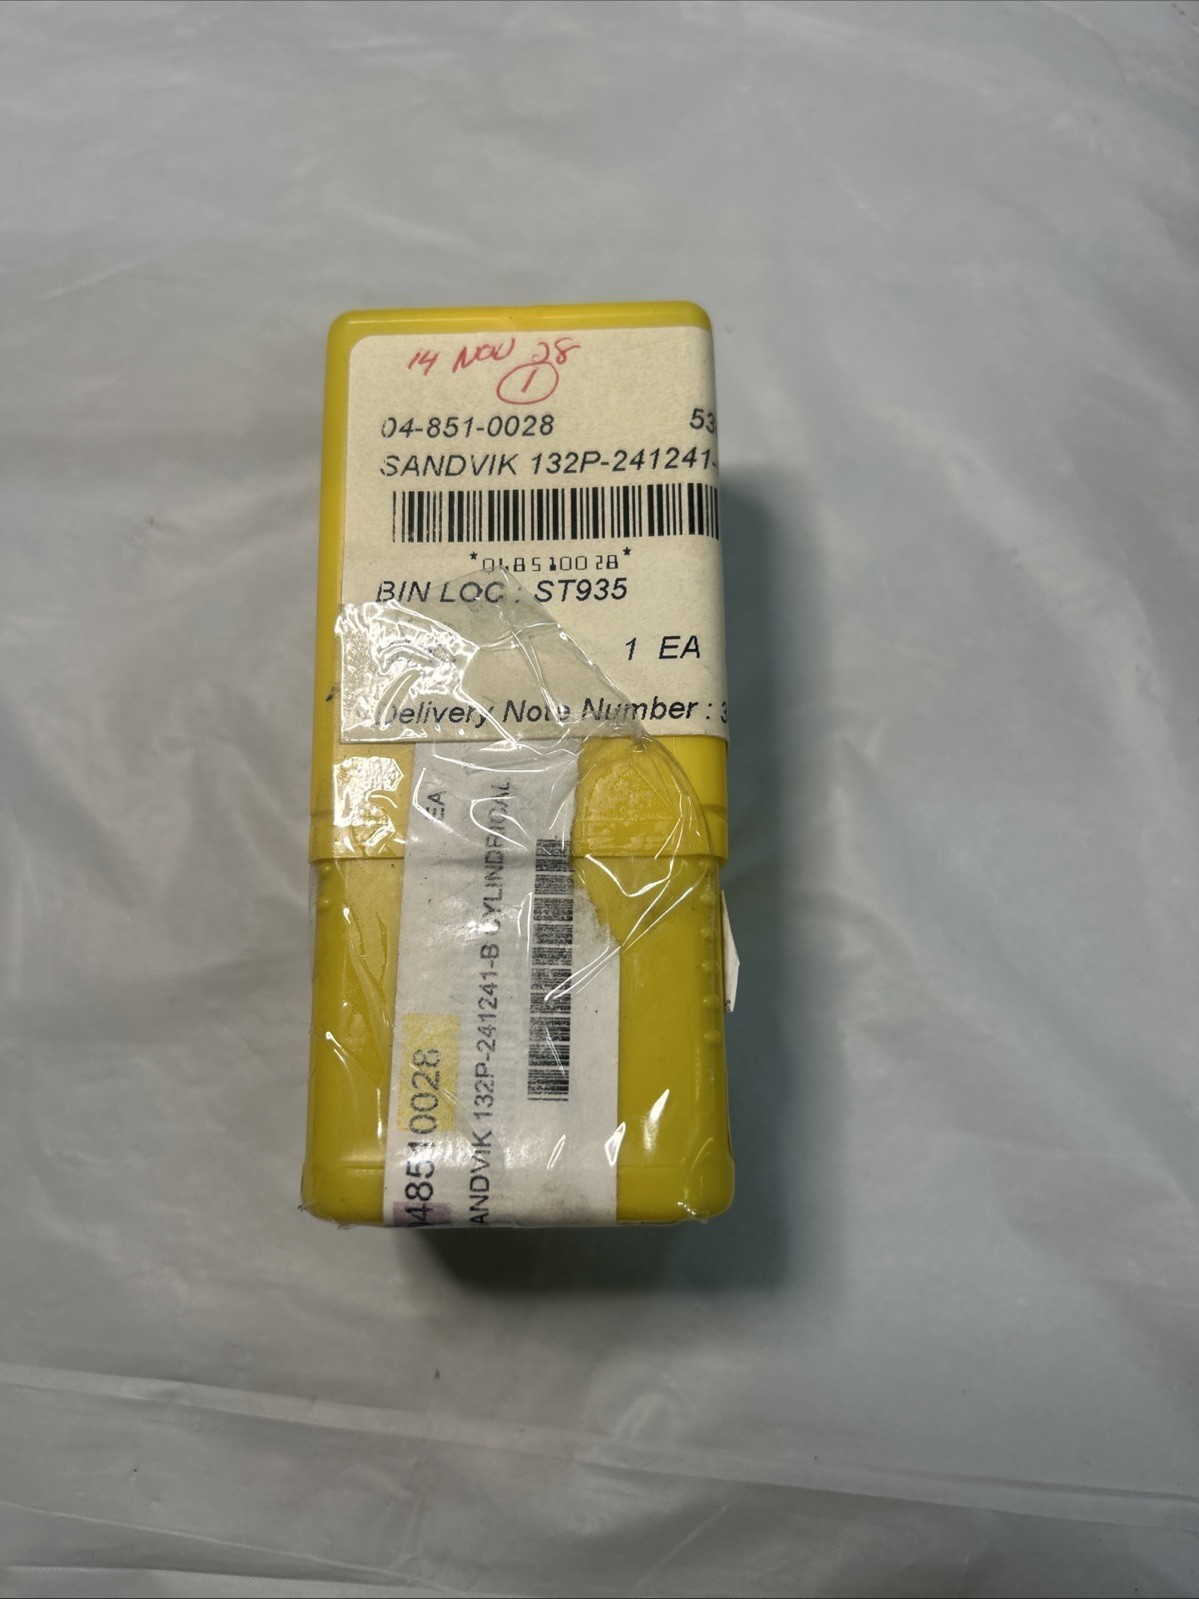 14 NOV 28
1
04-851-0028 53
SANDVIK 132P-241241-
*048510028*
BIN LOC : ST935
1 EA
Delivery Note Number : 3
EA
48510028
ANDVIK 132P-241241-B CYLINDRICAL